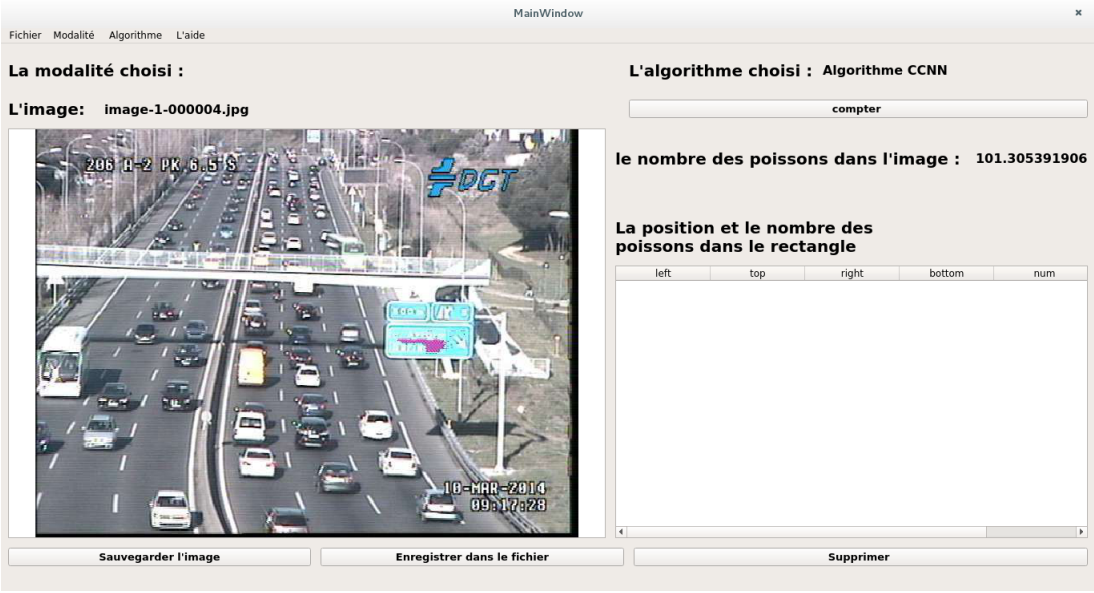 MainWindow
Fichier Modalité Algorithme L'aide
La modalité choisi :
L'algorithme choisi : Algorithme CCNN
L'image: image-1-000004.jpg
compter
206 A-2 PK 6.5 S
DGT
le nombre des poissons dans l'image : 101.305391906
La position et le nombre des
poissons dans le rectangle
left top right bottom num
10-MAR-2014
09:17:28
Sauvegarder l'image Enregistrer dans le fichier Supprimer